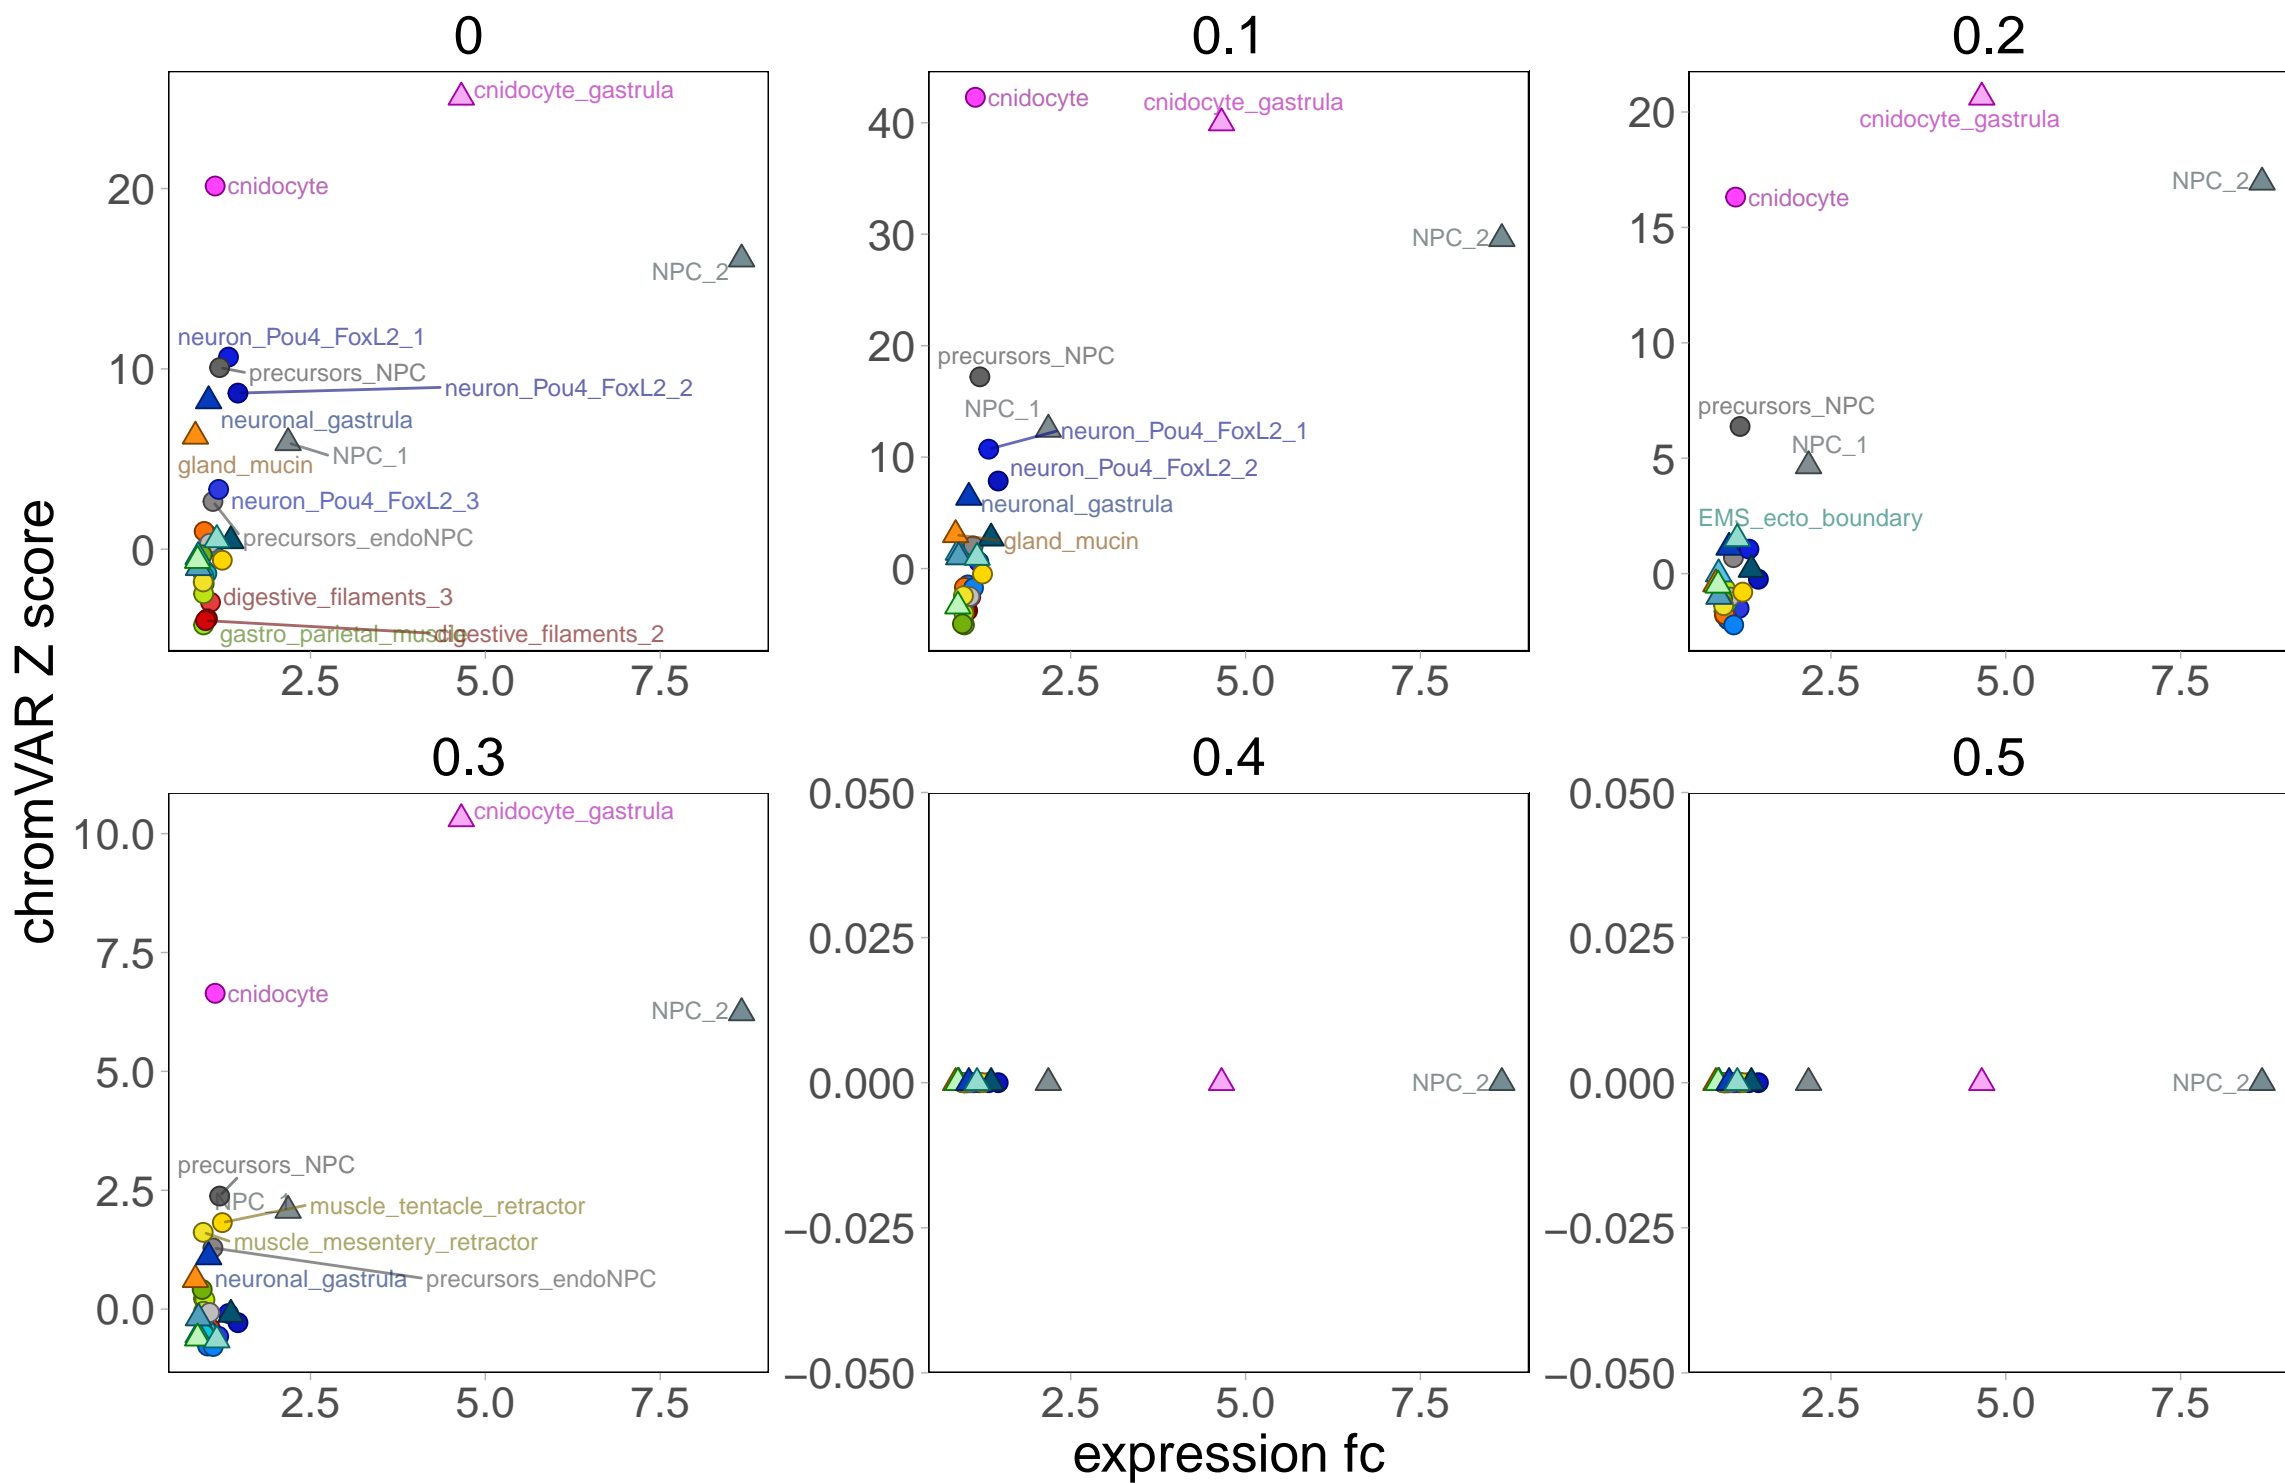 0
cnidocyte_gastrula
cnidocyte
NPC_2
neuron_Pou4_FoxL2_1
precursors_NPC
neuron_Pou4_FoxL2_2
neuronal_gastrula
NPC_1
gland_mucin
neuron_Pou4_FoxL2_3
precursors_endoNPC
digestive_filaments_3
gastro_parietal_muscle
digestive_filaments_2
20
10
0
2.5 5.0 7.5
0.1
cnidocyte
cnidocyte_gastrula
NPC_2
precursors_NPC
NPC_1
neuron_Pou4_FoxL2_1
neuron_Pou4_FoxL2_2
neuronal_gastrula
gland_mucin
40
30
20
10
0
2.5 5.0 7.5
0.2
cnidocyte_gastrula
NPC_2
cnidocyte
precursors_NPC
NPC_1
EMS_ecto_boundary
20
15
10
5
0
2.5 5.0 7.5
0.3
cnidocyte_gastrula
cnidocyte
NPC_2
precursors_NPC
NPC_1
muscle_tentacle_retractor
muscle_mesentery_retractor
neuronal_gastrula
precursors_endoNPC
10.0
7.5
5.0
2.5
0.0
2.5 5.0 7.5
0.4
NPC_2
0.050
0.025
0.000
−0.025
−0.050
2.5 5.0 7.5
0.5
NPC_2
0.050
0.025
0.000
−0.025
−0.050
2.5 5.0 7.5
chromVAR Z score
expression fc